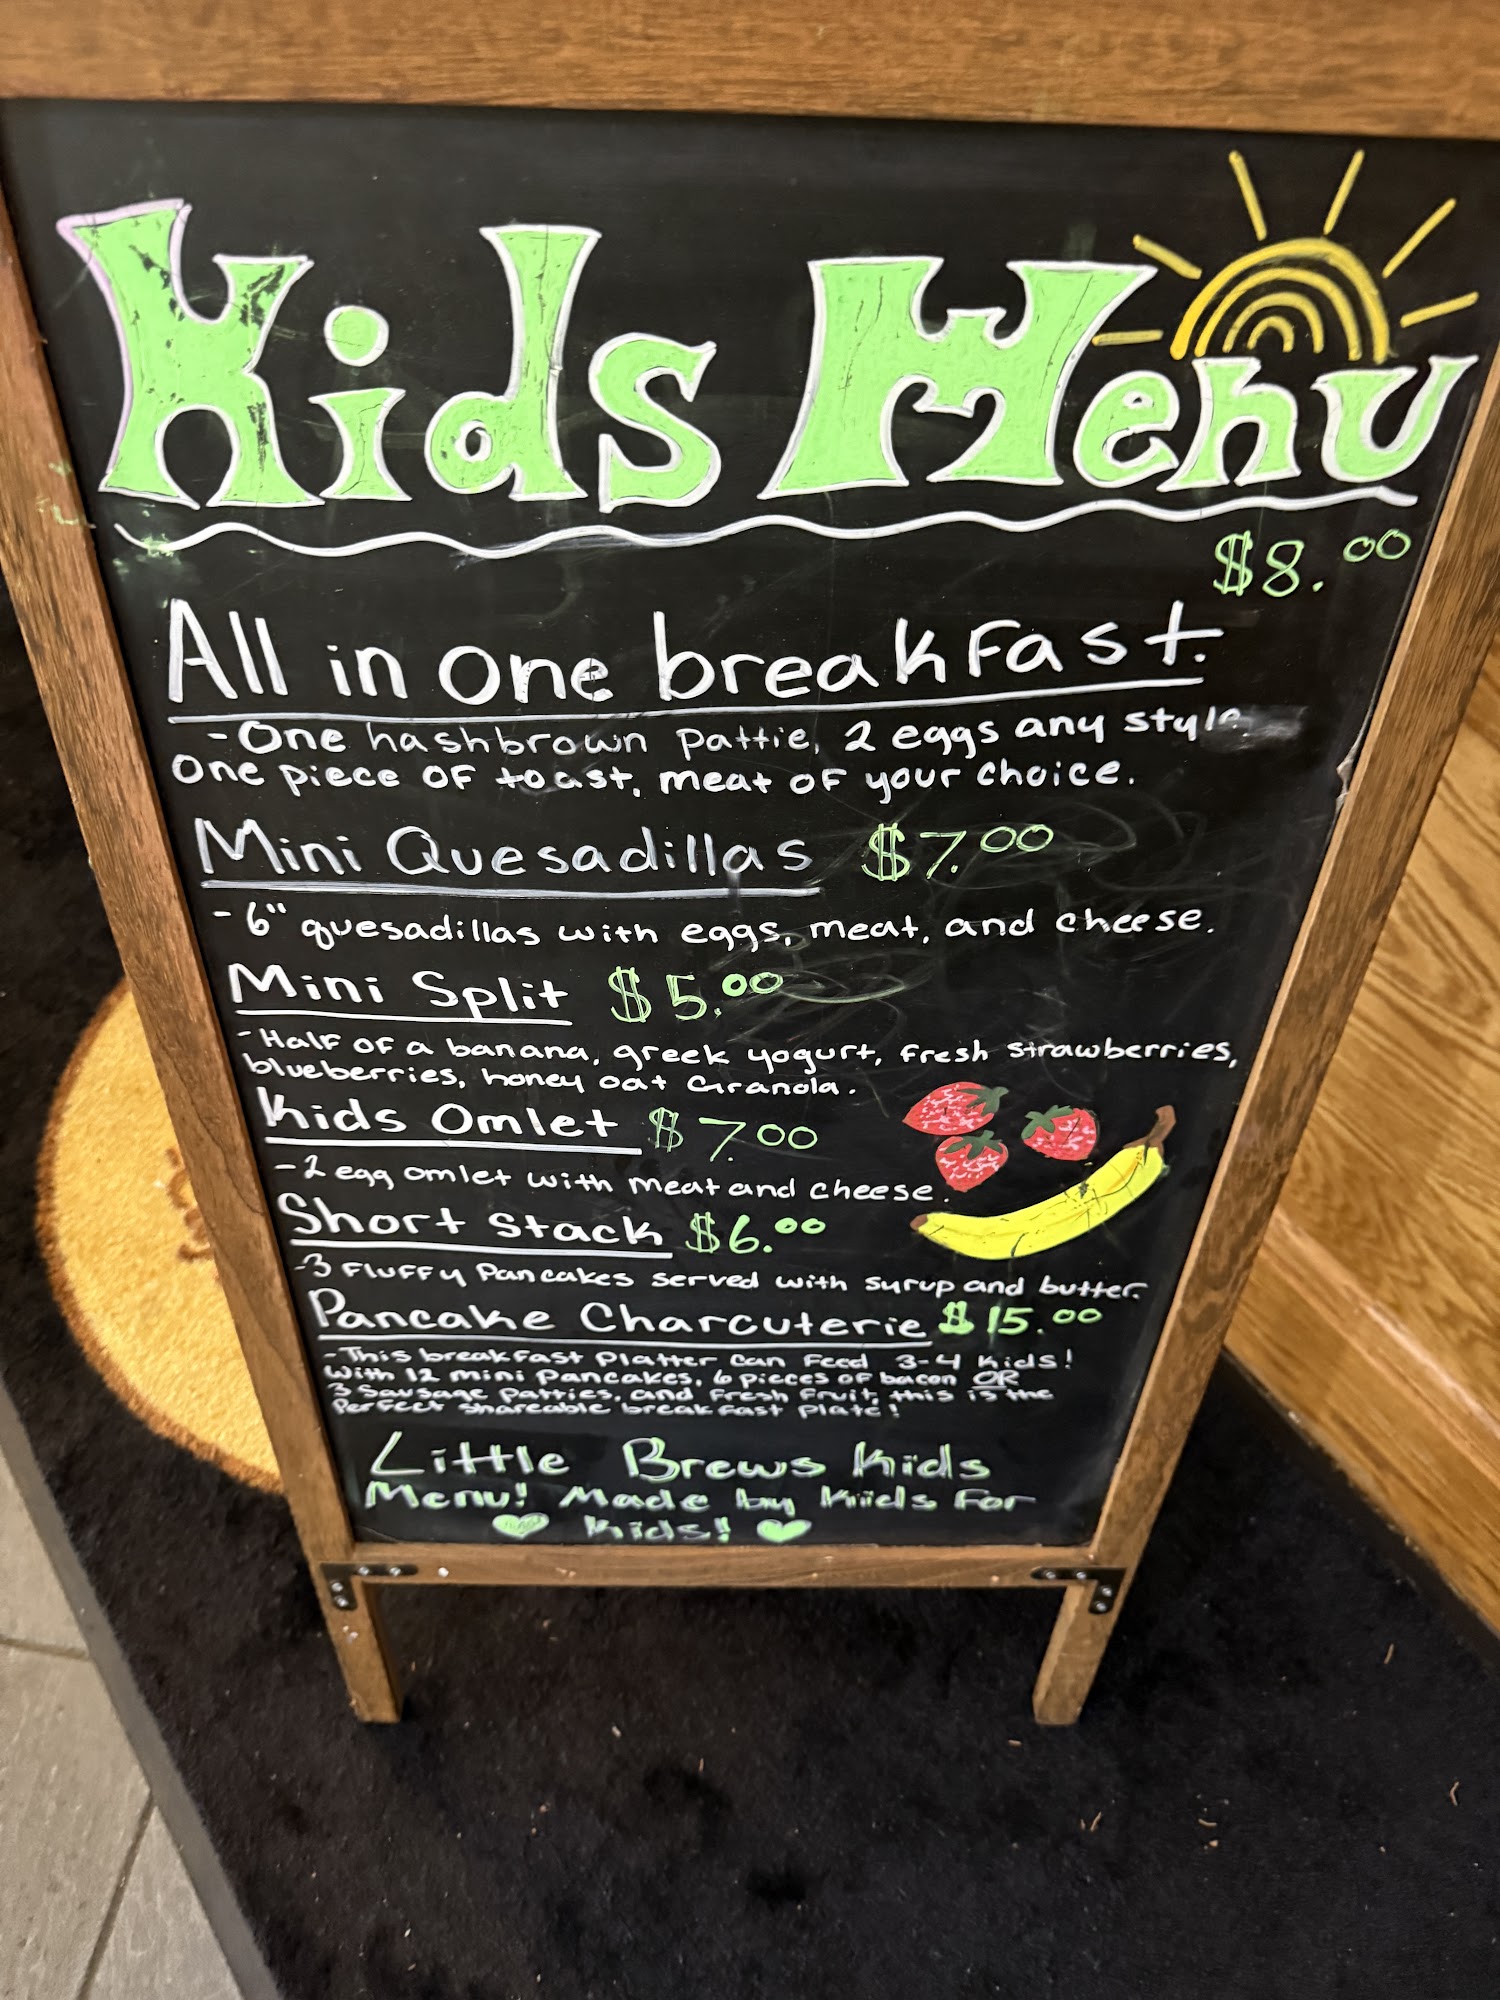 Kids Menu
$8.00
All in one breakfast.
- One hashbrown pattie, 2 eggs any style,
one piece of toast, meat of your choice.
Mini Quesadillas $7.00
- 6" quesadillas with eggs, meat, and cheese.
Mini Split $5.00
- Half of a banana, greek yogurt, fresh strawberries,
blueberries, honey oat Granola.
Kids Omlet $7.00
- 2 egg omlet with meat and cheese.
Short stack $6.00
- 3 Fluffy Pancakes served with syrup and butter.
Pancake Charcuterie $15.00
- This breakfast Platter can feed 3-4 kids!
With 12 mini pancakes, 6 pieces of bacon OR
3 Sausage Patties, and fresh fruit, this is the
Perfect shareable breakfast plate!
Little Brews Kids
Menu! Made by Kids For
Kids!